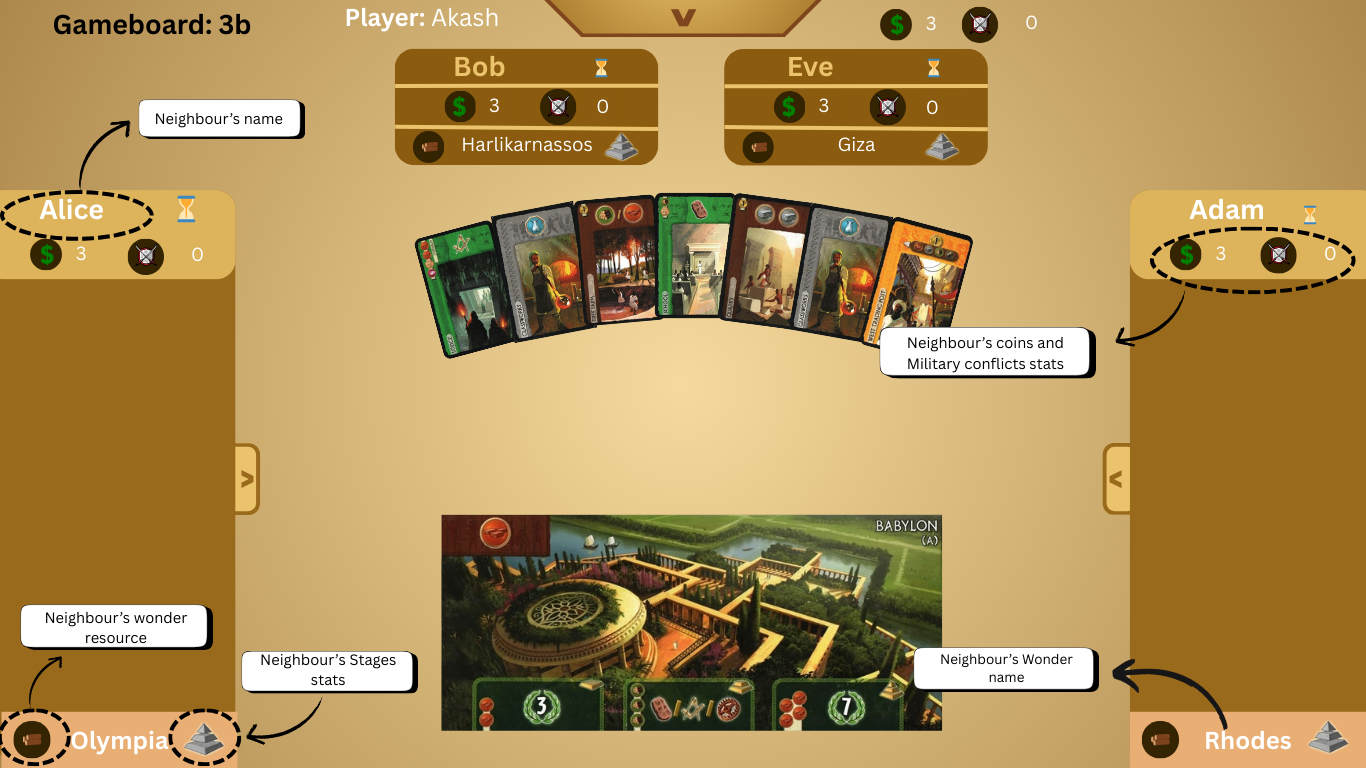 Gameboard: 3b
Player: Akash
V
3
0
Bob
Eve
$ 3
0
$ 3
0
Harlikarnassos
Giza
Neighbour's name
Alice
$ 3
0
Adam
$ 3
0
Neighbour's coins and
Military conflicts stats
>
<
BABYLON
(A)
Neighbour's wonder
resource
Neighbour's Stages
stats
Neighbour's Wonder
name
3
/
/
7
Olympia
Rhodes